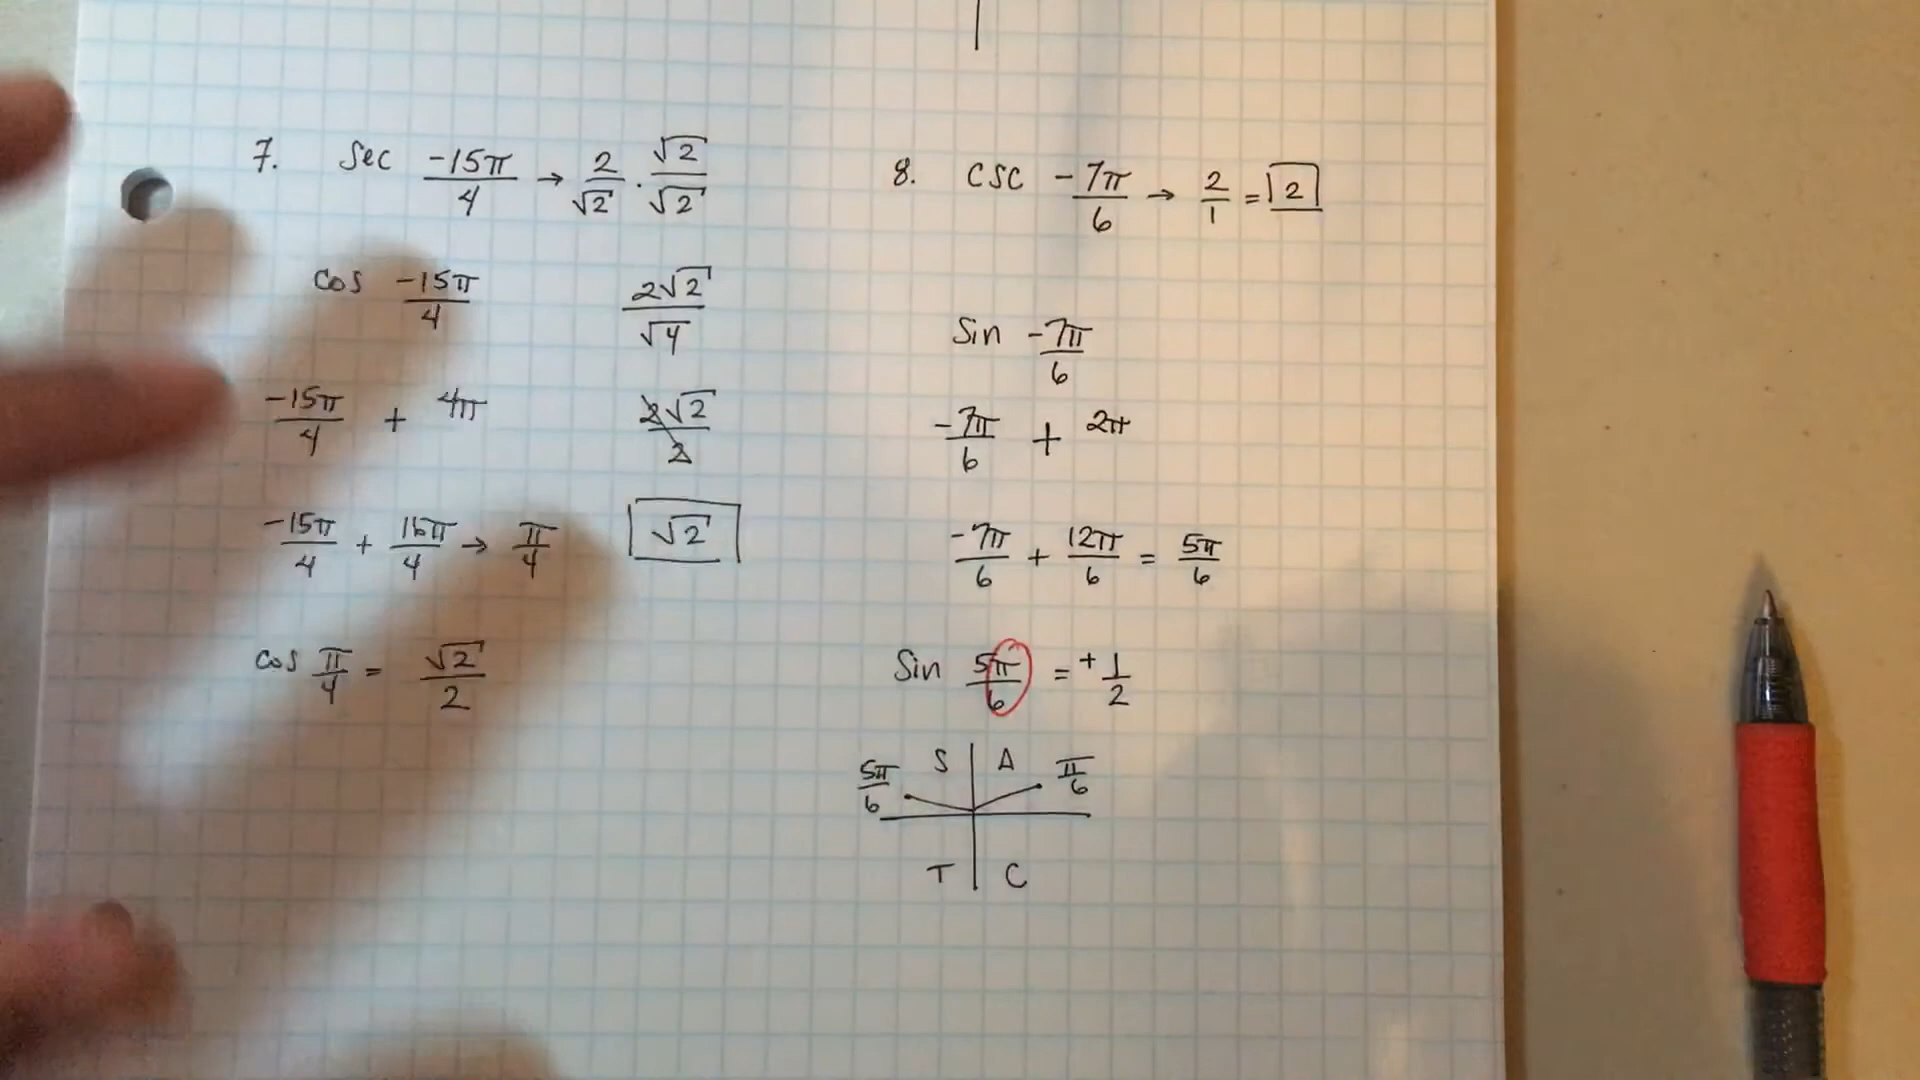 7. Sec -15π/4 → 2/√2 · √2/√2
cos -15π/4
2√2/√4
-15π/4 + 4π
2√2/2
-15π/4 + 16π/4 → π/4
√2
cos π/4 = √2/2
8. csc -7π/6 → 2/1 = 2
Sin -7π/6
-7π/6 + 2π
-7π/6 + 12π/6 = 5π/6
Sin 5π/6 = +1/2
5π/6 S A π/6
T C